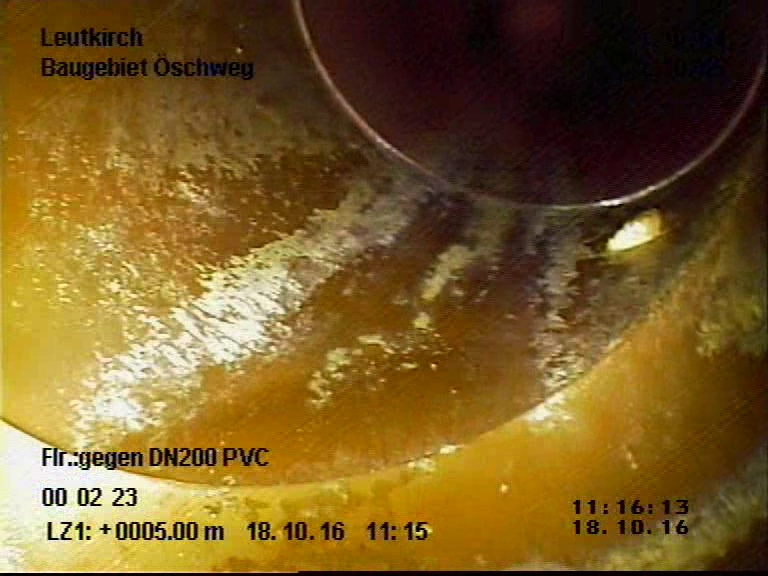 Leutkirch
Baugebiet Öschweg
Flr.:gegen DN200 PVC
00 02 23
LZ1: +0005.00 m 18.10.16 11:15
11:16:13
18.10.16